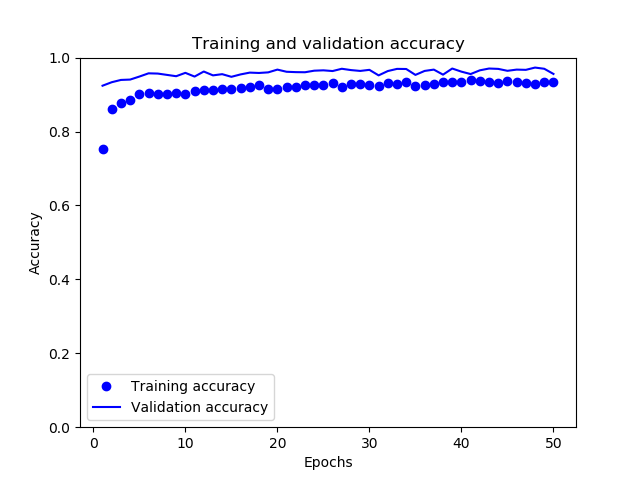 Training and validation accuracy
1.0
0.8
0.6
0.4
0.2
0.0
Accuracy
Training accuracy
Validation accuracy
0 10 20 30 40 50
Epochs